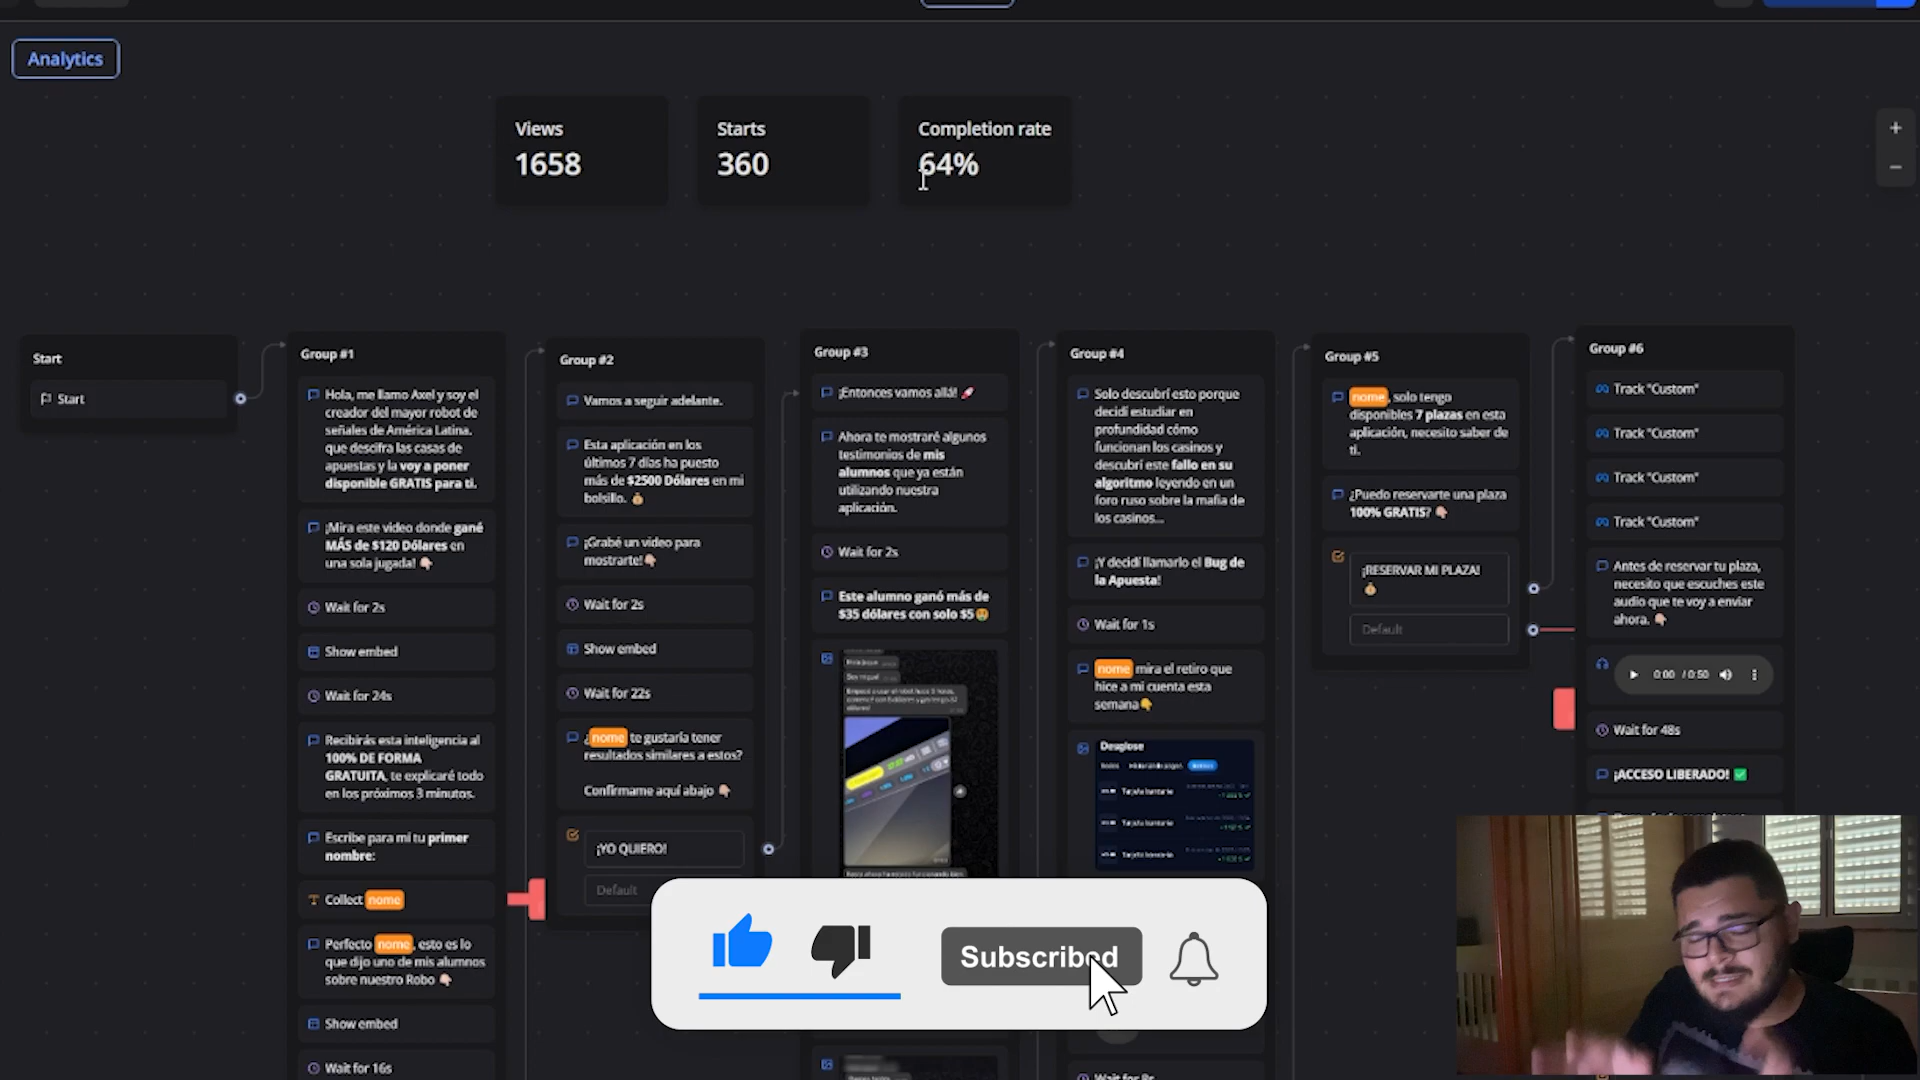 Analytics
Views
1658
Starts
360
Completion rate
64%
Start
Start
Group #1
Hola, me llamo Axel y soy el
creador del mayor robot de
señales de América Latina.
que descifra las casas de
apuestas y la voy a poner
disponible GRATIS para ti.
¡Mira este video donde gané
MÁS de $120 Dólares en
una sola jugada! 👇🏻
Wait for 2s
Show embed
Wait for 24s
Recibirás esta inteligencia al
100% DE FORMA
GRATUITA, te explicaré todo
en los próximos 3 minutos.
Escribe para mi tu primer
nombre:
Collect nome
Perfecto nome, esto es lo
que dijo uno de mis alumnos
sobre nuestro Robo 👇🏻
Show embed
Wait for 16s
Group #2
Vamos a seguir adelante.
Esta aplicación en los
últimos 7 días ha puesto
más de $2500 Dólares en mi
bolsillo. 💰
¡Grabé un video para
mostrarte!👇🏻
Wait for 2s
Show embed
Wait for 22s
¿nome te gustaría tener
resultados similares a estos?
Confirmame aquí abajo 👇🏻
¡YO QUIERO!
Default
Group #3
¡Entonces vamos allá! 🚀
Ahora te mostraré algunos
testimonios de mis
alumnos que ya están
utilizando nuestra
aplicación.
Wait for 2s
Este alumno ganó más de
$35 dólares con solo $5🤑
Group #4
Solo descubrí esto porque
decidí estudiar en
profundidad cómo
funcionan los casinos y
descubrí este fallo en su
algoritmo leyendo en un
foro ruso sobre la mafia de
los casinos...
¡Y decidí llamarlo el Bug de
la Apuesta!
Wait for 1s
nome mira el retiro que
hice a mi cuenta esta
semana👇
Tarjeta bancaria
Tarjeta bancaria
Tarjeta bancaria
Wait for 8s
Group #5
nome, solo tengo
disponibles 7 plazas en esta
aplicación, necesito saber de
ti.
¿Puedo reservarte una plaza
100% GRATIS? 👇🏻
¡RESERVAR MI PLAZA!
💰
Default
Group #6
Track "Custom"
Track "Custom"
Track "Custom"
Track "Custom"
Antes de reservar tu plaza,
necesito que escuches este
audio que te voy a enviar
ahora. 👇🏻
0:00 / 0:50
Wait for 48s
¡ACCESO LIBERADO! ✅
Subscribed